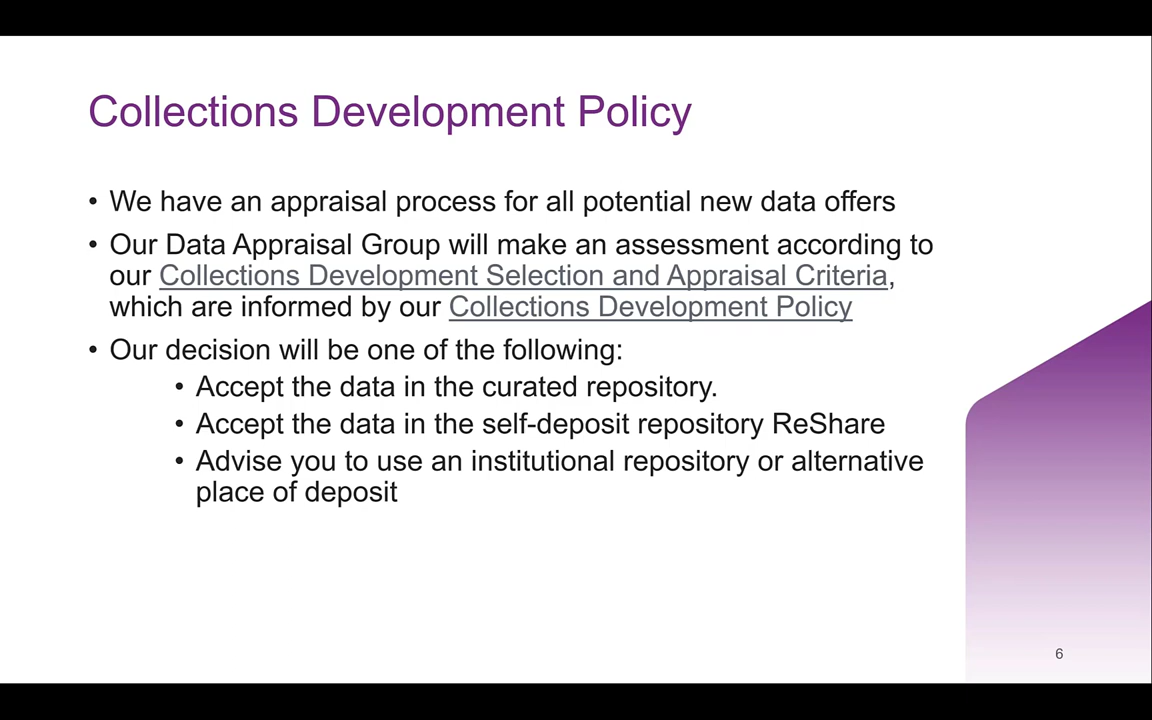 Collections Development Policy
• We have an appraisal process for all potential new data offers
• Our Data Appraisal Group will make an assessment according to
our Collections Development Selection and Appraisal Criteria,
which are informed by our Collections Development Policy
• Our decision will be one of the following:
• Accept the data in the curated repository.
• Accept the data in the self-deposit repository ReShare
• Advise you to use an institutional repository or alternative
place of deposit
6